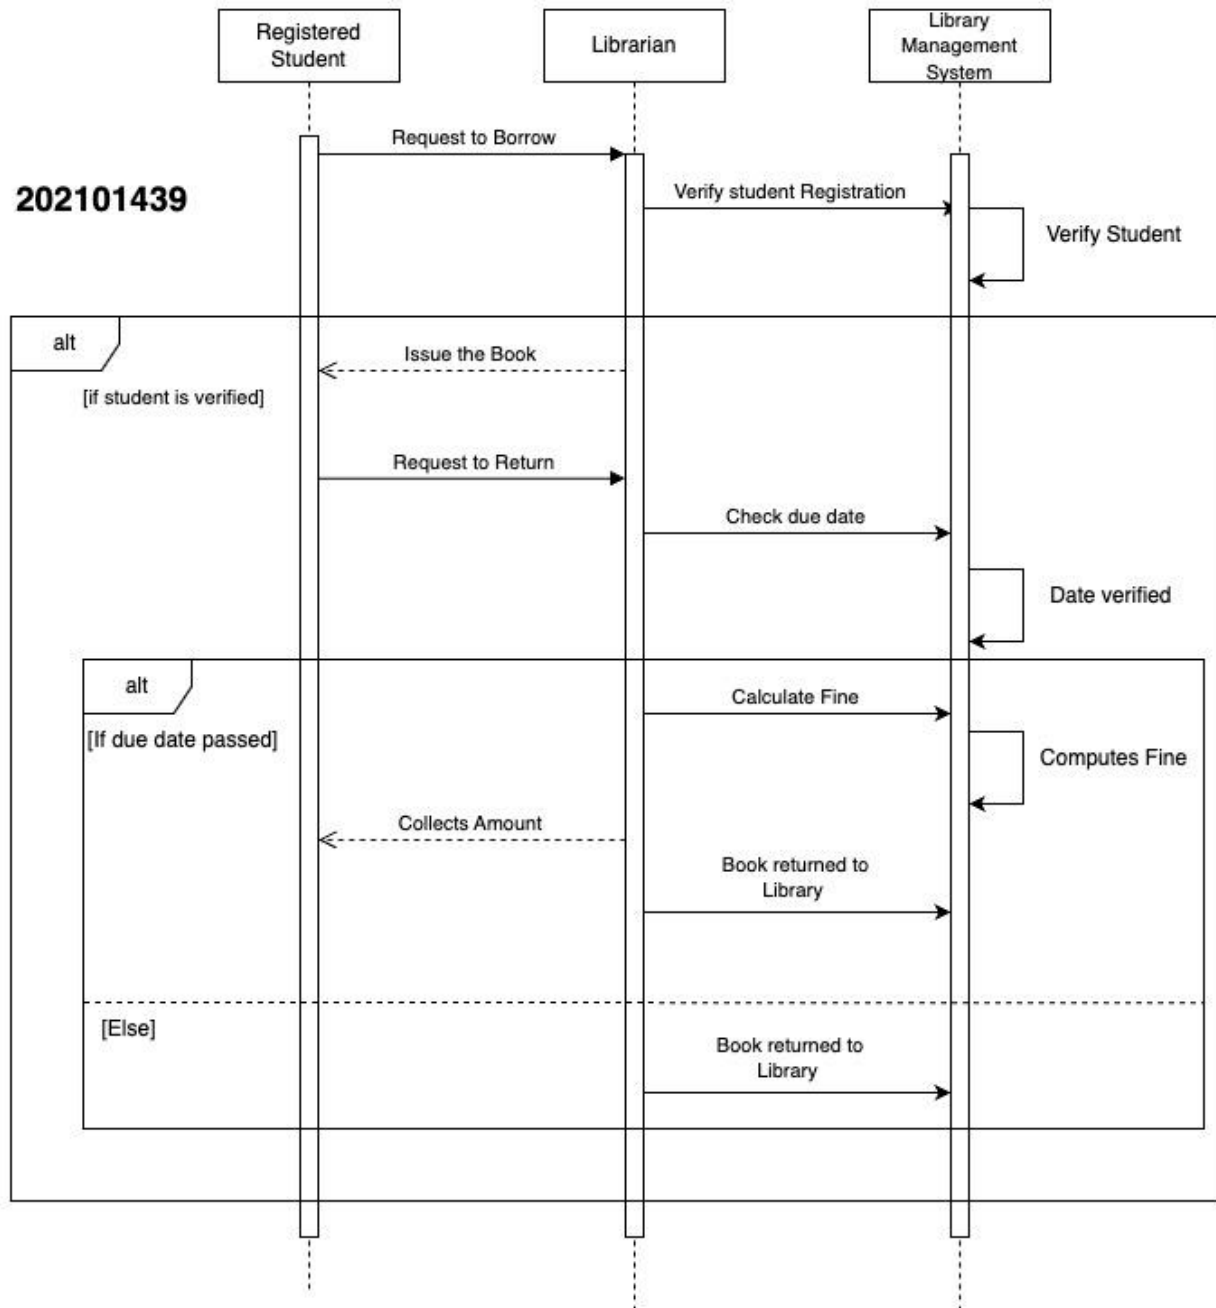 Registered
Student
Librarian
Library
Management
System
Request to Borrow
202101439
Verify student Registration
Verify Student
alt
Issue the Book
[if student is verified]
Request to Return
Check due date
Date verified
alt
Calculate Fine
[If due date passed]
Computes Fine
Collects Amount
Book returned to
Library
[Else]
Book returned to
Library